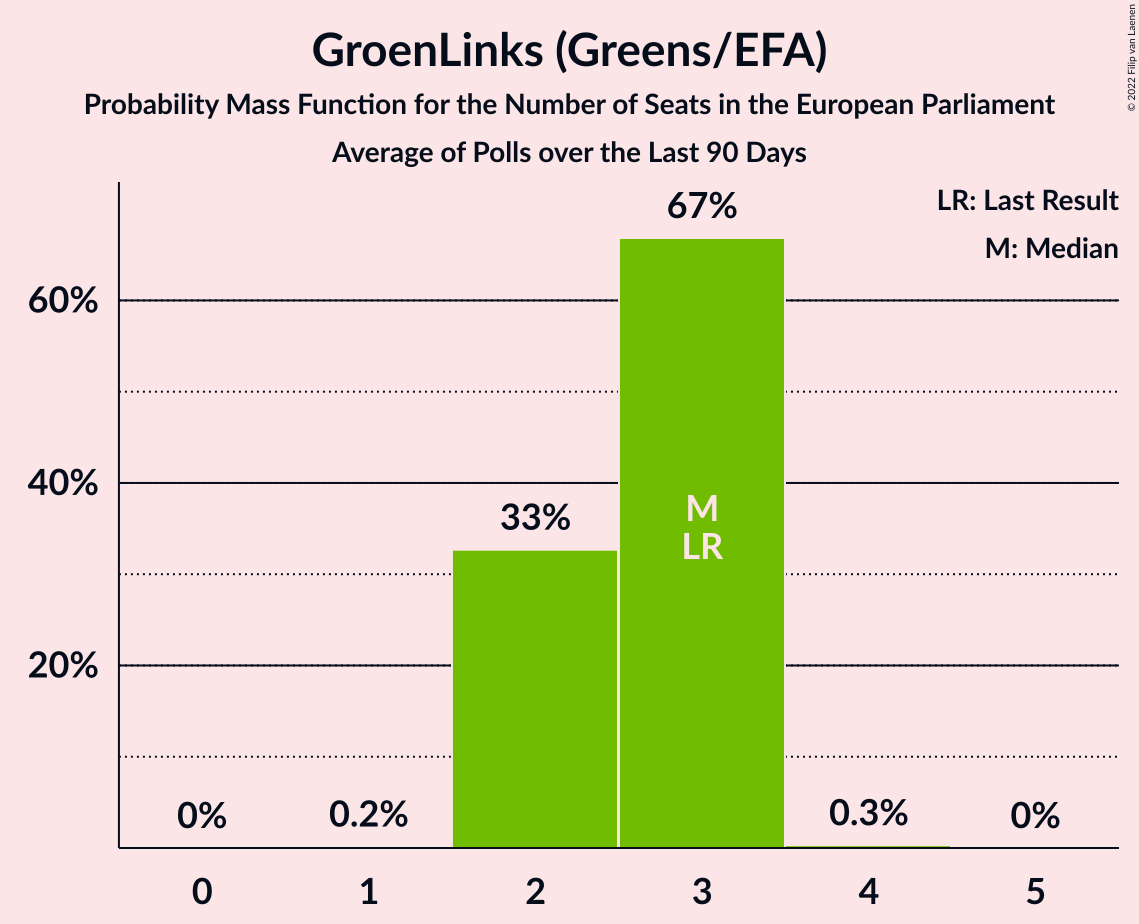 GroenLinks (Greens/EFA)
Probability Mass Function for the Number of Seats in the European Parliament
Average of Polls over the Last 90 Days
© 2022 Filip van Laenen
LR: Last Result
M: Median
67%
60%
40%
33%
M
LR
20%
0%
0.2%
0.3%
0%
0
1
2
3
4
5